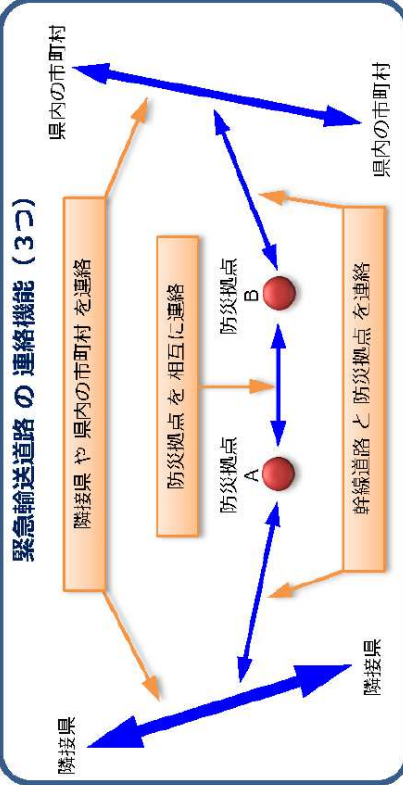 緊急輸送道路 の 連絡機能（3つ）
隣接県
県内の市町村
隣接県 や 県内の市町村 を連絡
防災拠点 を 相互に連絡
防災拠点
A
防災拠点
B
幹線道路 と 防災拠点 を連絡
隣接県
県内の市町村